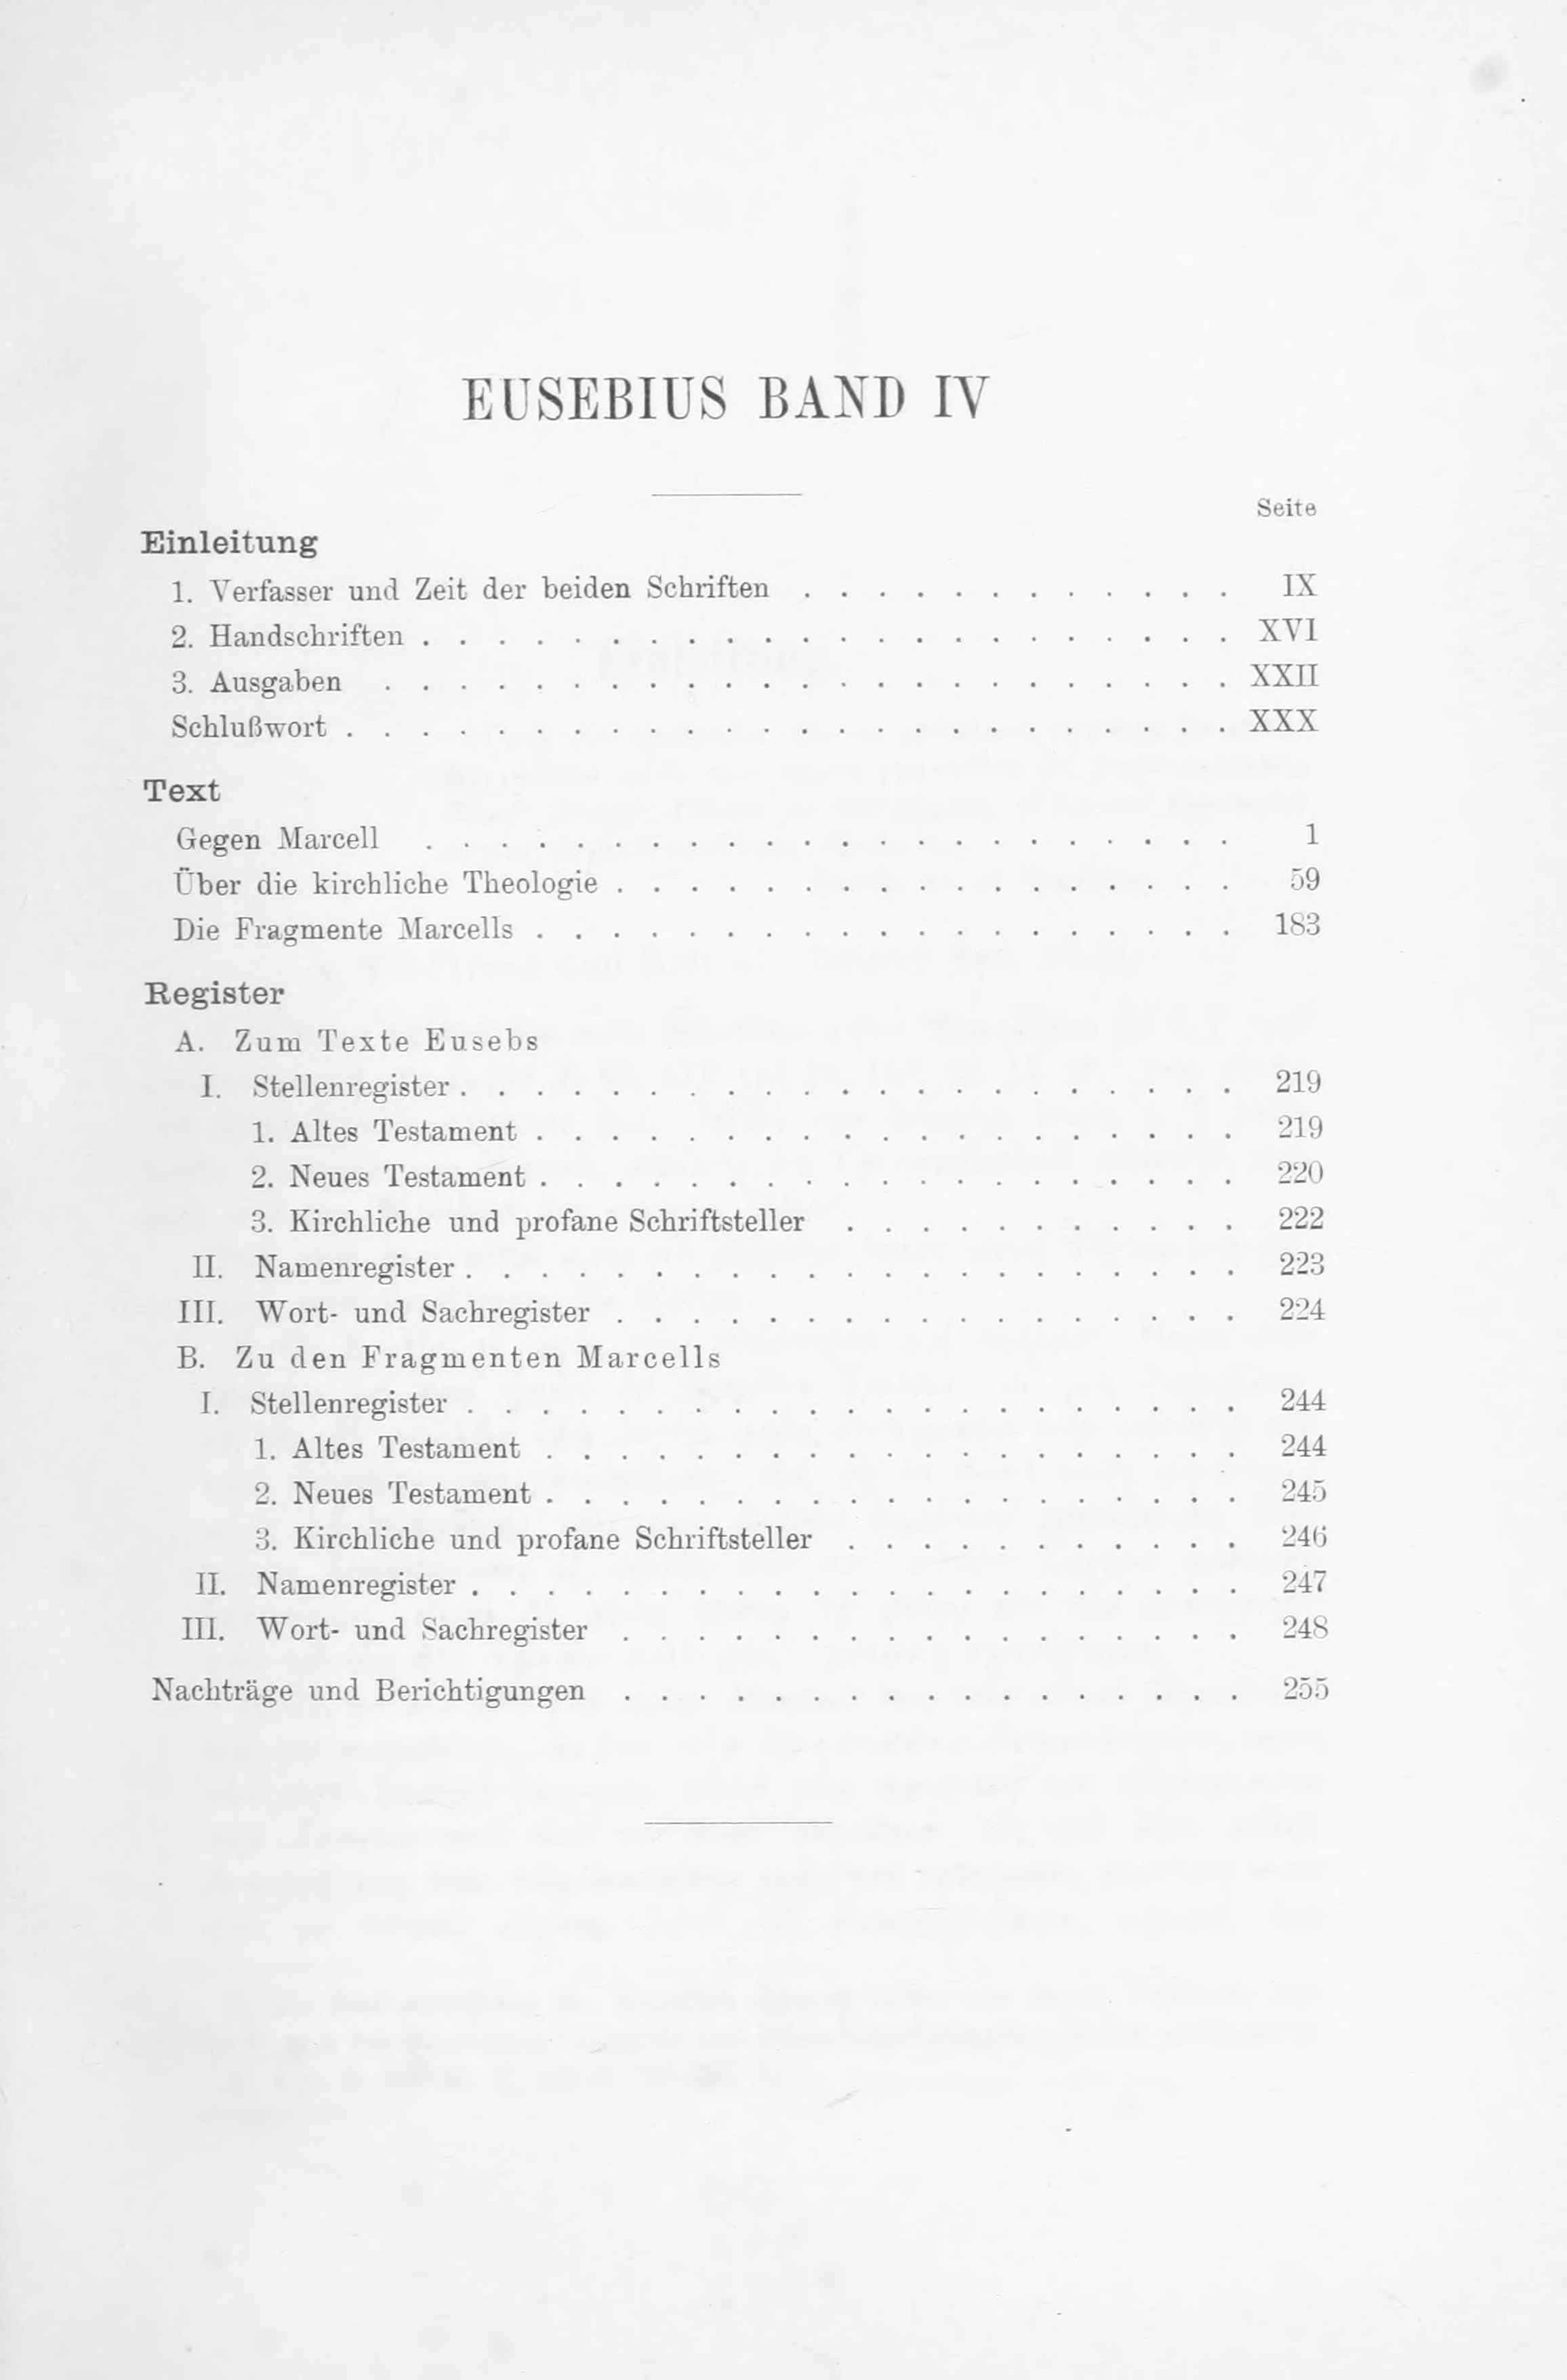 EUSEBIUS BAND IV
Seite
Einleitung
1. Verfasser und Zeit der beiden Schriften . . . . . . . . . . . . IX
2. Handschriften . . . . . . . . . . . . . . . . . . . . . . XVI
3. Ausgaben . . . . . . . . . . . . . . . . . . . . . . . XXII
Schlußwort . . . . . . . . . . . . . . . . . . . . . . . . XXX
Text
Gegen Marcell . . . . . . . . . . . . . . . . . . . . . . 1
Über die kirchliche Theologie . . . . . . . . . . . . . . . . . 59
Die Fragmente Marcells . . . . . . . . . . . . . . . . . . . 183
Register
A. Zum Texte Eusebs
I. Stellenregister . . . . . . . . . . . . . . . . . . . . . 219
1. Altes Testament . . . . . . . . . . . . . . . . . . . 219
2. Neues Testament . . . . . . . . . . . . . . . . . . . 220
3. Kirchliche und profane Schriftsteller . . . . . . . . . . . 222
II. Namenregister . . . . . . . . . . . . . . . . . . . . . 223
III. Wort- und Sachregister . . . . . . . . . . . . . . . . . 224
B. Zu den Fragmenten Marcells
I. Stellenregister . . . . . . . . . . . . . . . . . . . . . 244
1. Altes Testament . . . . . . . . . . . . . . . . . . . 244
2. Neues Testament . . . . . . . . . . . . . . . . . . . 245
3. Kirchliche und profane Schriftsteller . . . . . . . . . . . 246
II. Namenregister . . . . . . . . . . . . . . . . . . . . . 247
III. Wort- und Sachregister . . . . . . . . . . . . . . . . . 248
Nachträge und Berichtigungen . . . . . . . . . . . . . . . . . 255